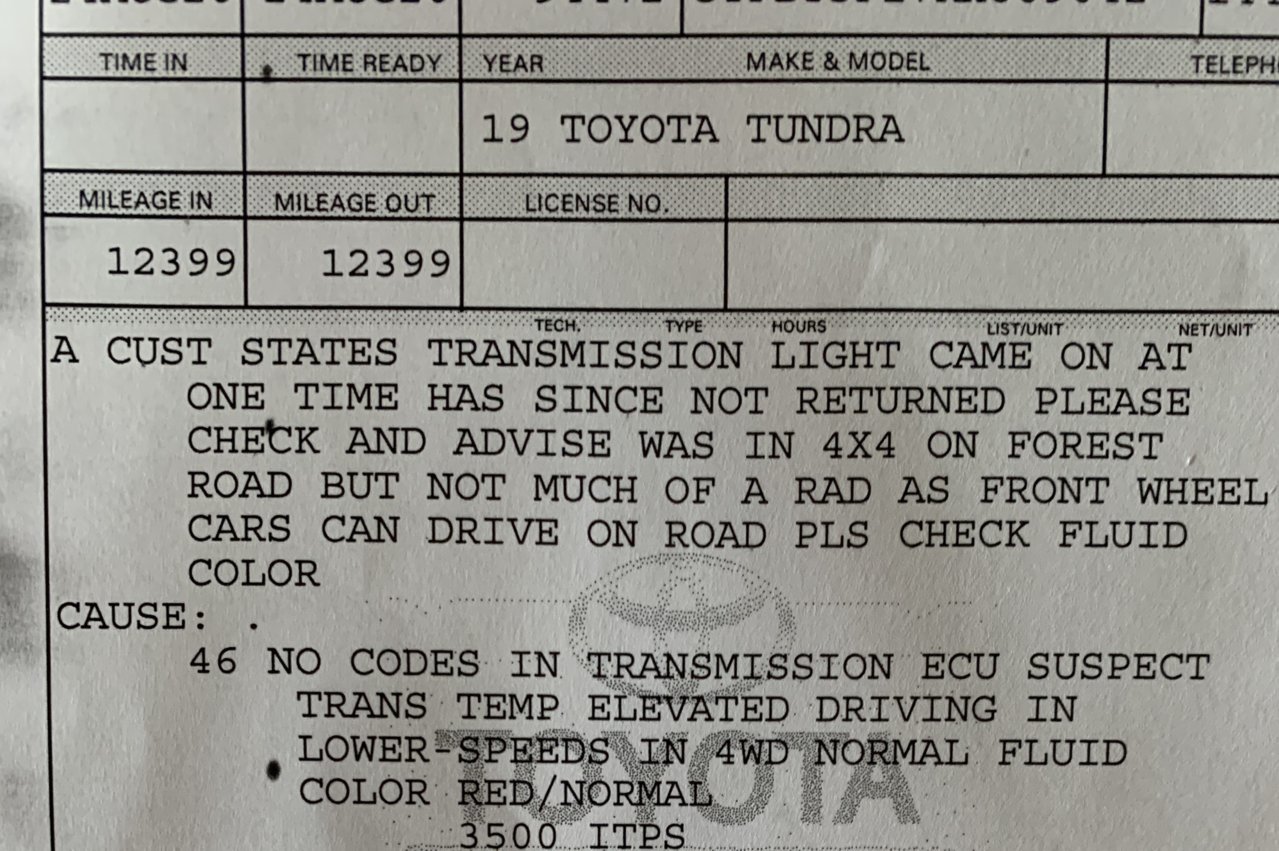 TIME IN TIME READY YEAR MAKE & MODEL
19 TOYOTA TUNDRA
MILEAGE IN MILEAGE OUT LICENSE NO.
12399 12399
TECH. TYPE HOURS LIST/UNIT NET/UNIT
A CUST STATES TRANSMISSION LIGHT CAME ON AT
ONE TIME HAS SINCE NOT RETURNED PLEASE
CHECK AND ADVISE WAS IN 4X4 ON FOREST
ROAD BUT NOT MUCH OF A RAD AS FRONT WHEEL
CARS CAN DRIVE ON ROAD PLS CHECK FLUID
COLOR
CAUSE: .
46 NO CODES IN TRANSMISSION ECU SUSPECT
TRANS TEMP ELEVATED DRIVING IN
LOWER-SPEEDS IN 4WD NORMAL FLUID
TOYOTA
COLOR RED/NORMAL
3500 ITPS